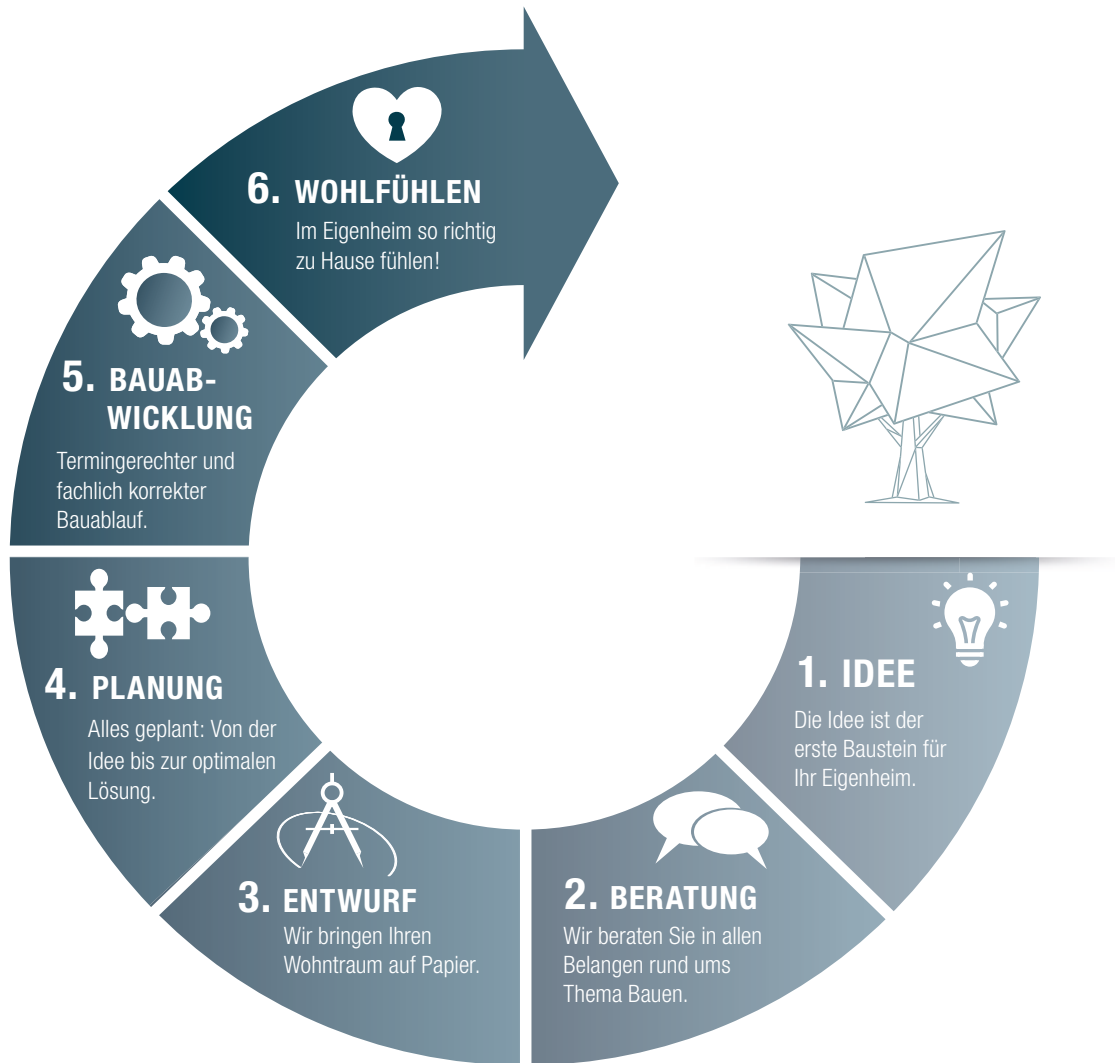 1. IDEE
Die Idee ist der
erste Baustein für
Ihr Eigenheim.
2. BERATUNG
Wir beraten Sie in allen
Belangen rund ums
Thema Bauen.
3. ENTWURF
Wir bringen Ihren
Wohntraum auf Papier.
4. PLANUNG
Alles geplant: Von der
Idee bis zur optimalen
Lösung.
5. BAUAB-
WICKLUNG
Termingerechter und
fachlich korrekter
Bauablauf.
6. WOHLFÜHLEN
Im Eigenheim so richtig
zu Hause fühlen!